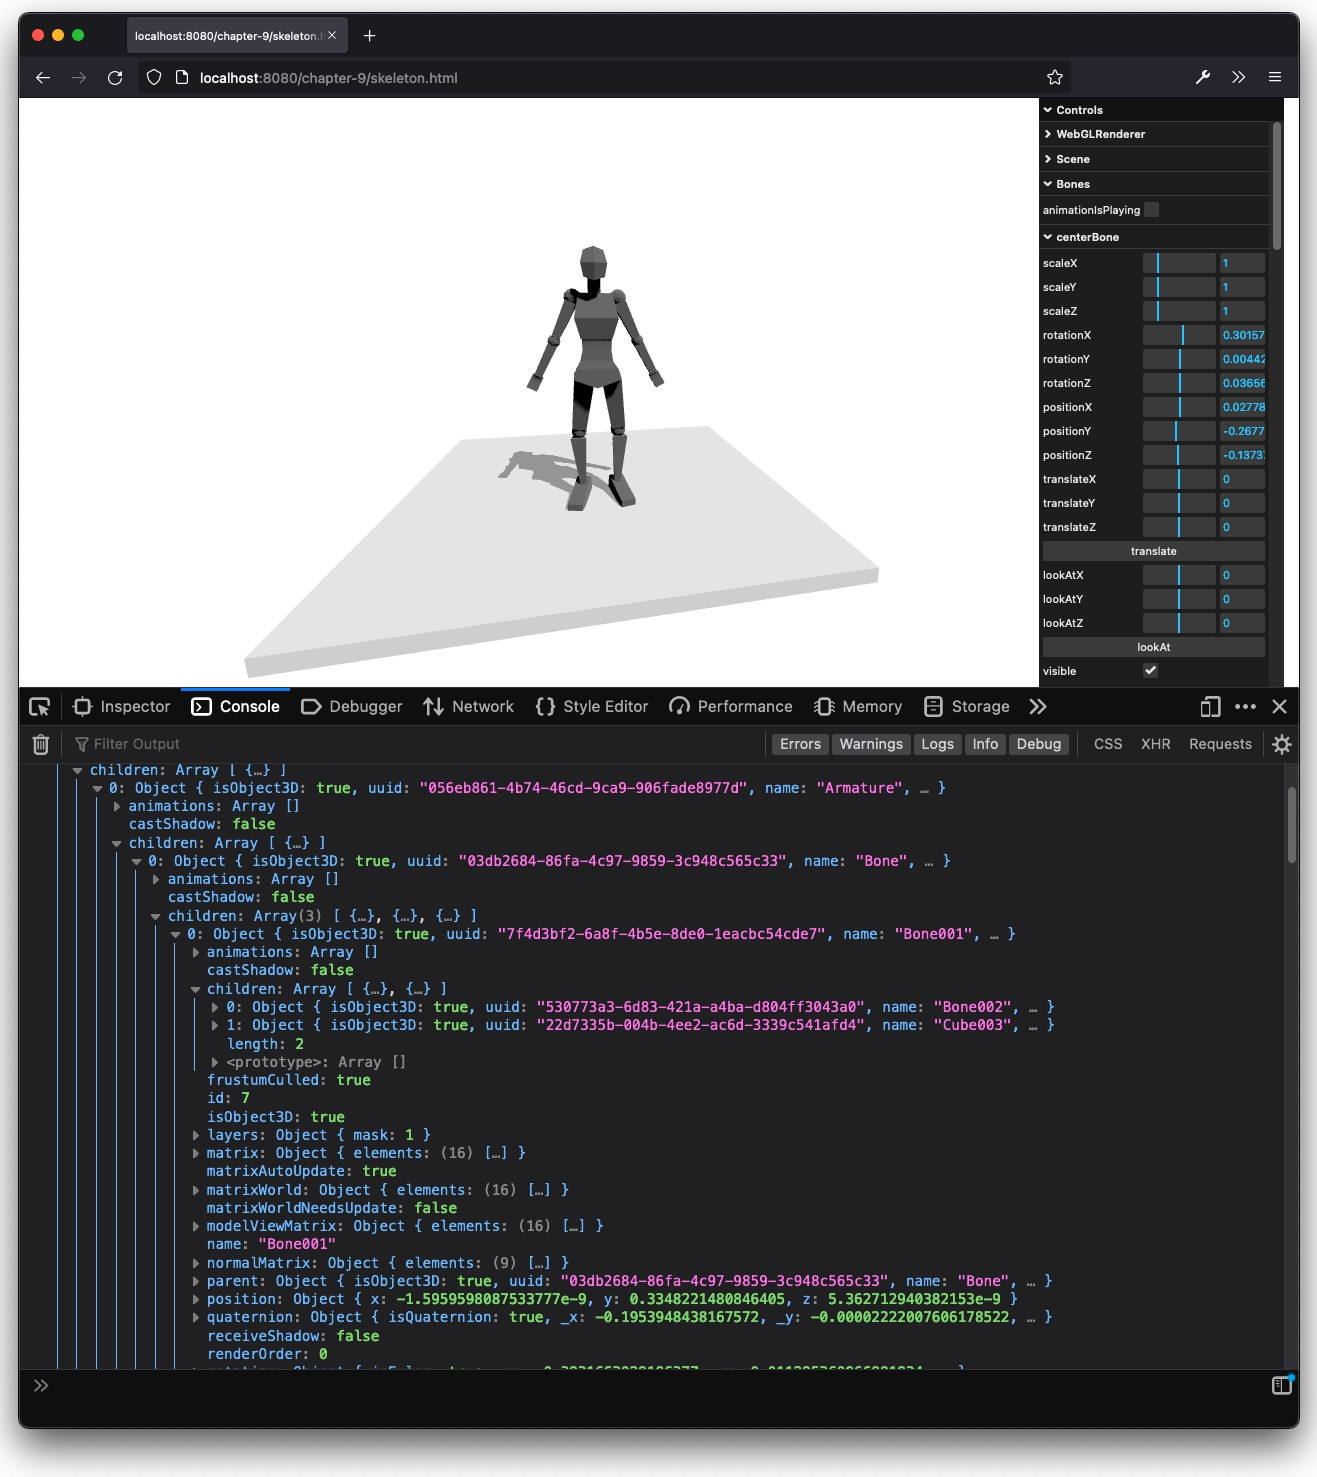 localhost:8080/chapter-9/skeleton.h
localhost:8080/chapter-9/skeleton.html
Controls
WebGLRenderer
Scene
Bones
animationIsPlaying
centerBone
scaleX 1
scaleY 1
scaleZ 1
rotationX 0.30157
rotationY 0.00442
rotationZ 0.03656
positionX 0.02778
positionY -0.2677
positionZ -0.1373
translateX 0
translateY 0
translateZ 0
translate
lookAtX 0
lookAtY 0
lookAtZ 0
lookAt
visible
Inspector Console Debugger Network {} Style Editor Performance Memory Storage
Filter Output Errors Warnings Logs Info Debug CSS XHR Requests
children: Array [ {…} ]
0: Object { isObject3D: true, uuid: "056eb861-4b74-46cd-9ca9-906fade8977d", name: "Armature", … }
animations: Array []
castShadow: false
children: Array [ {…} ]
0: Object { isObject3D: true, uuid: "03db2684-86fa-4c97-9859-3c948c565c33", name: "Bone", … }
animations: Array []
castShadow: false
children: Array(3) [ {…}, {…}, {…} ]
0: Object { isObject3D: true, uuid: "7f4d3bf2-6a8f-4b5e-8de0-1eacbc54cde7", name: "Bone001", … }
animations: Array []
castShadow: false
children: Array [ {…}, {…} ]
0: Object { isObject3D: true, uuid: "530773a3-6d83-421a-a4ba-d804ff3043a0", name: "Bone002", … }
1: Object { isObject3D: true, uuid: "22d7335b-004b-4ee2-ac6d-3339c541afd4", name: "Cube003", … }
length: 2
<prototype>: Array []
frustumCulled: true
id: 7
isObject3D: true
layers: Object { mask: 1 }
matrix: Object { elements: (16) […] }
matrixAutoUpdate: true
matrixWorld: Object { elements: (16) […] }
matrixWorldNeedsUpdate: false
modelViewMatrix: Object { elements: (16) […] }
name: "Bone001"
normalMatrix: Object { elements: (9) […] }
parent: Object { isObject3D: true, uuid: "03db2684-86fa-4c97-9859-3c948c565c33", name: "Bone", … }
position: Object { x: -1.5959598087533777e-9, y: 0.3348221480846405, z: 5.362712940382153e-9 }
quaternion: Object { isQuaternion: true, _x: -0.1953948438167572, _y: -0.00002222007606178522, … }
receiveShadow: false
renderOrder: 0